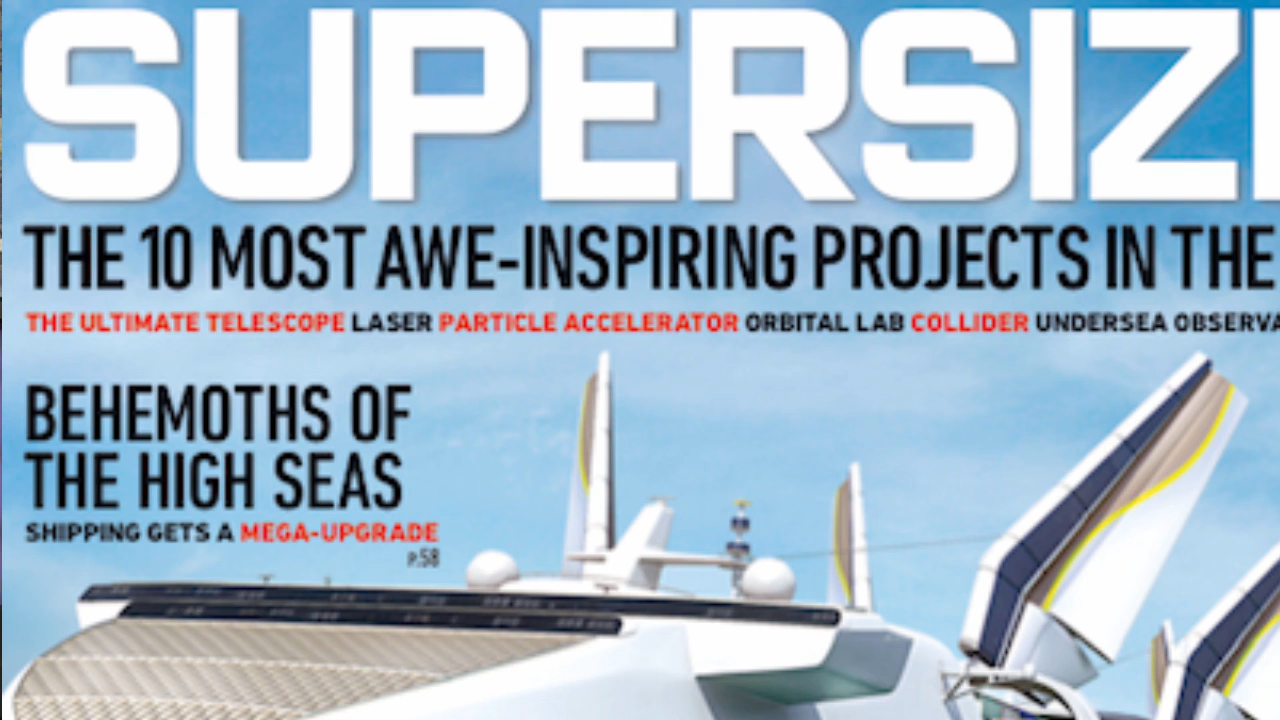 SUPERSIZ
THE 10 MOST AWE-INSPIRING PROJECTS IN THE
THE ULTIMATE TELESCOPE LASER PARTICLE ACCELERATOR ORBITAL LAB COLLIDER UNDERSEA OBSERVA
BEHEMOTHS OF
THE HIGH SEAS
SHIPPING GETS A MEGA-UPGRADE
P.58